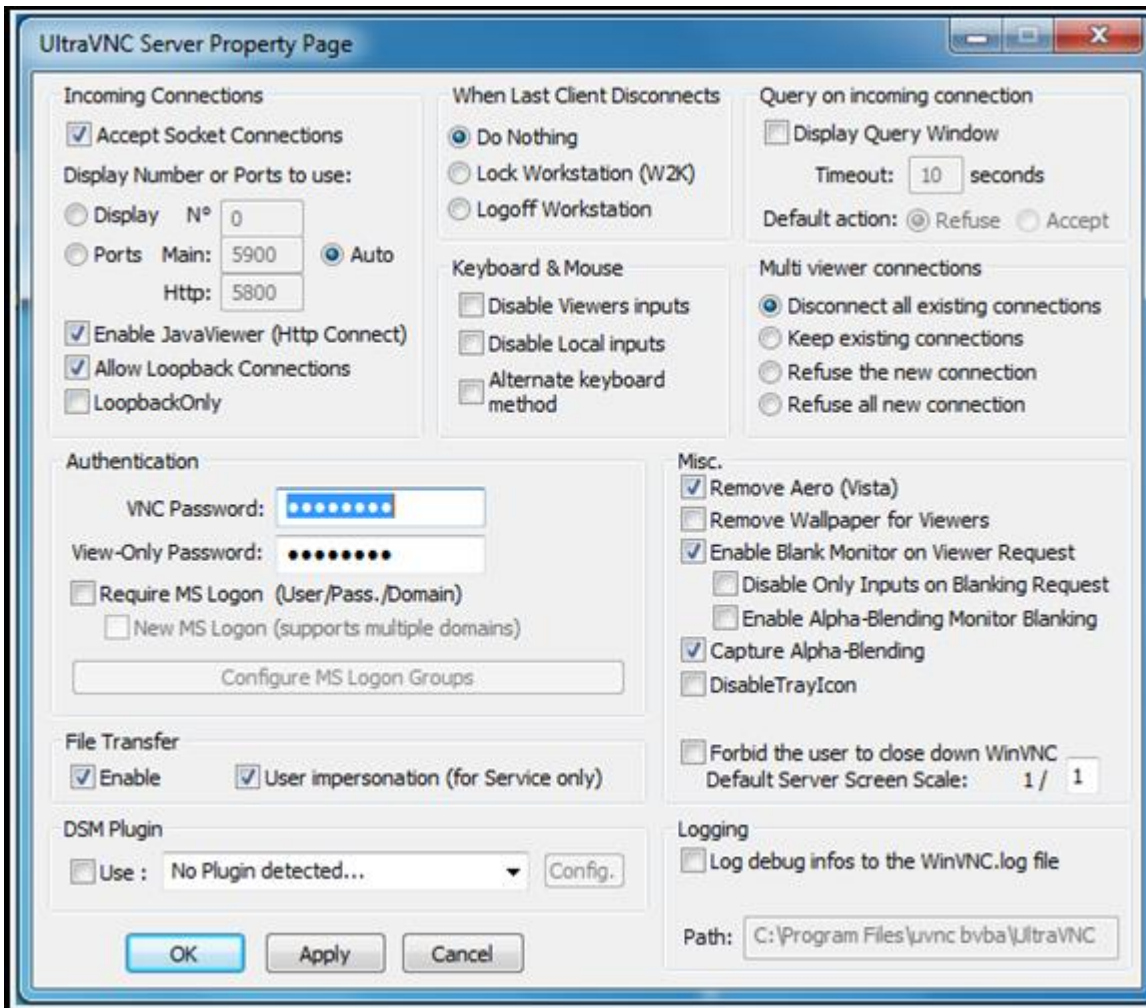 UltraVNC Server Property Page
Incoming Connections
Accept Socket Connections
Display Number or Ports to use:
Display N° 0
Ports Main: 5900 Auto
Http: 5800
Enable JavaViewer (Http Connect)
Allow Loopback Connections
LoopbackOnly
When Last Client Disconnects
Do Nothing
Lock Workstation (W2K)
Logoff Workstation
Keyboard & Mouse
Disable Viewers inputs
Disable Local inputs
Alternate keyboard
method
Query on incoming connection
Display Query Window
Timeout: 10 seconds
Default action: Refuse Accept
Multi viewer connections
Disconnect all existing connections
Keep existing connections
Refuse the new connection
Refuse all new connection
Authentication
VNC Password: ●●●●●●●●
View-Only Password: ●●●●●●●●
Require MS Logon (User/Pass./Domain)
New MS Logon (supports multiple domains)
Configure MS Logon Groups
Misc.
Remove Aero (Vista)
Remove Wallpaper for Viewers
Enable Blank Monitor on Viewer Request
Disable Only Inputs on Blanking Request
Enable Alpha-Blending Monitor Blanking
Capture Alpha-Blending
DisableTrayIcon
Forbid the user to close down WinVNC
Default Server Screen Scale: 1 / 1
File Transfer
Enable User impersonation (for Service only)
DSM Plugin
Use : No Plugin detected... Config.
Logging
Log debug infos to the WinVNC.log file
Path: C:\Program Files\uvnc bvba\UltraVNC
OK Apply Cancel